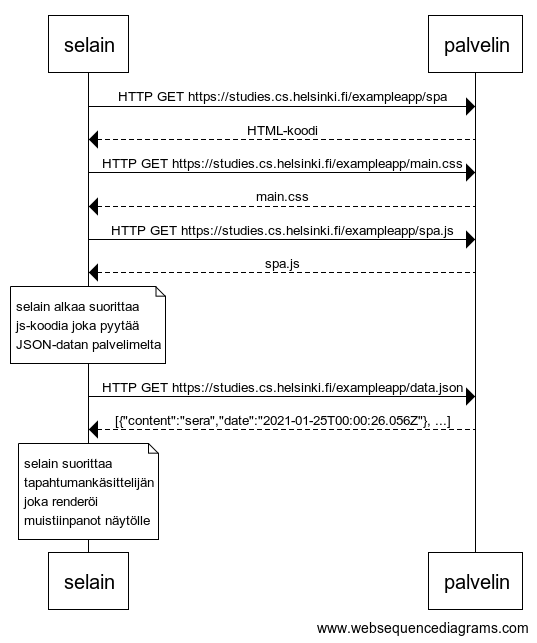 selain palvelin
HTTP GET https://studies.cs.helsinki.fi/exampleapp/spa
HTML-koodi
HTTP GET https://studies.cs.helsinki.fi/exampleapp/main.css
main.css
HTTP GET https://studies.cs.helsinki.fi/exampleapp/spa.js
spa.js
selain alkaa suorittaa
js-koodia joka pyytää
JSON-datan palvelimelta
HTTP GET https://studies.cs.helsinki.fi/exampleapp/data.json
[{"content":"sera","date":"2021-01-25T00:00:26.056Z"}, ...]
selain suorittaa
tapahtumankäsittelijän
joka renderöi
muistiinpanot näytölle
selain palvelin
www.websequencediagrams.com